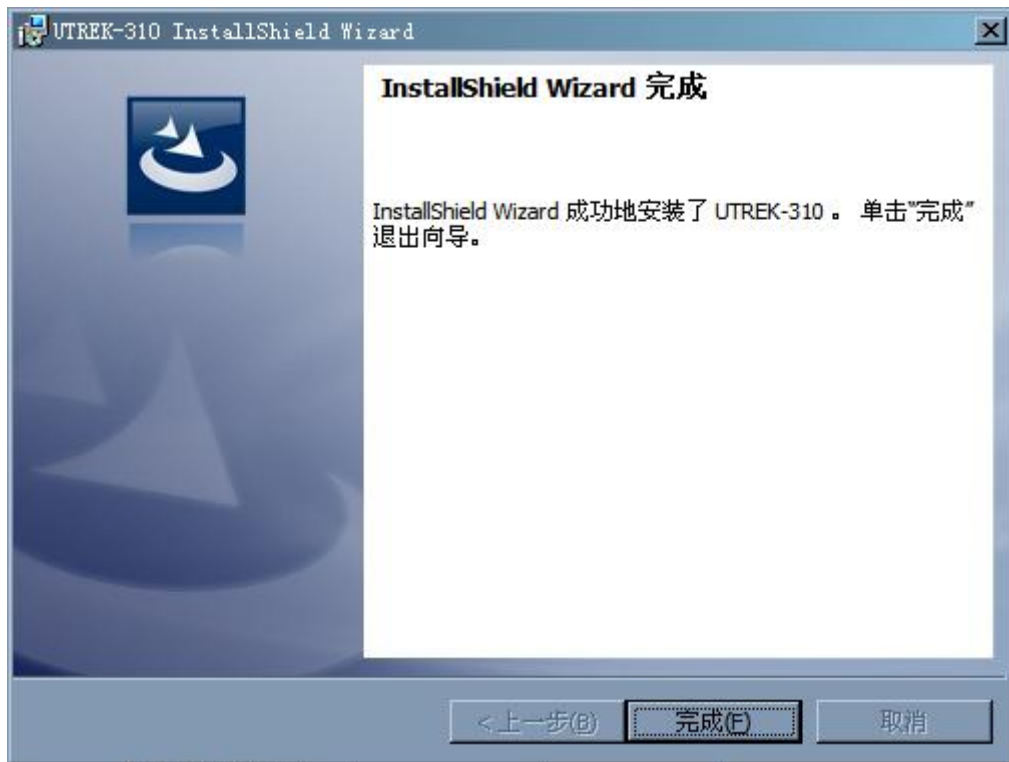 UTREK-310 InstallShield Wizard
InstallShield Wizard 完成
InstallShield Wizard 成功地安装了 UTREK-310 。 单击"完成"
退出向导。
<上一步(B) 完成(F) 取消